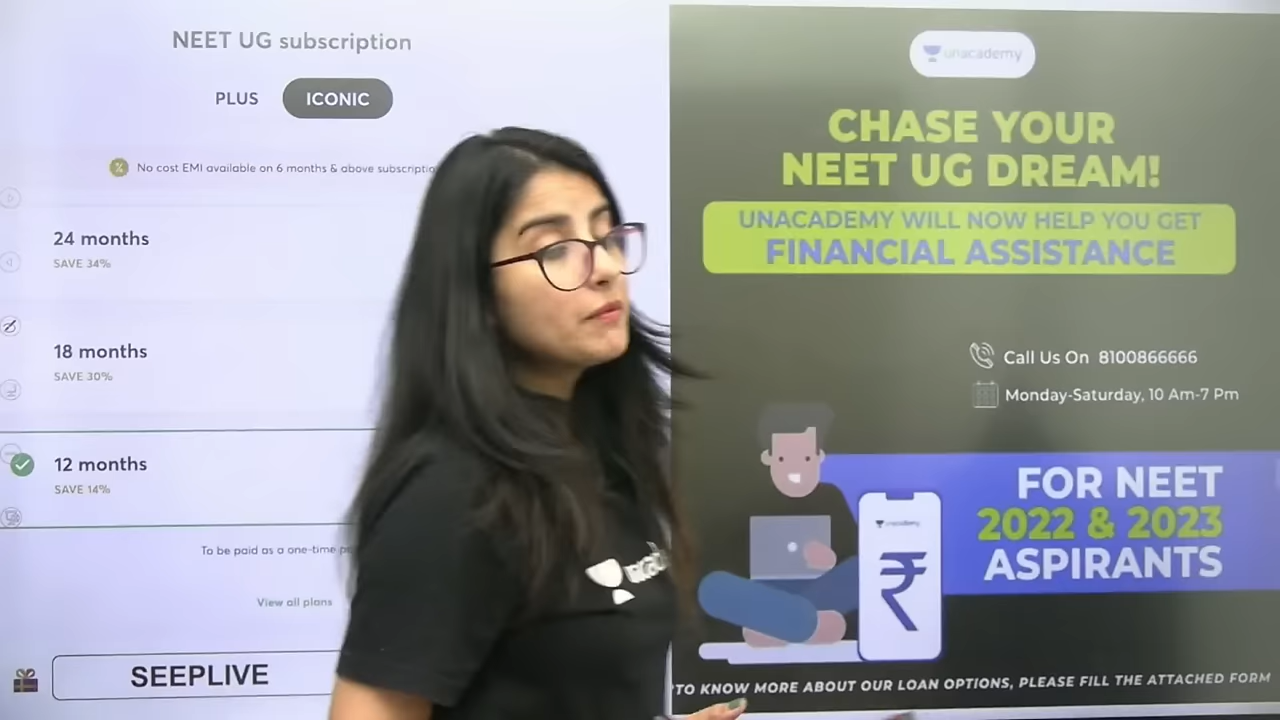 NEET UG subscription
PLUS
ICONIC
No cost EMI available on 6 months & above
24 months
SAVE 34%
18 months
SAVE 30%
12 months
SAVE 14%
To be paid as a one-time
View all plans
SEEPLIVE
unacademy
CHASE YOUR
NEET UG DREAM!
UNACADEMY WILL NOW HELP YOU GET
FINANCIAL ASSISTANCE
Call Us On 8100866666
Monday-Saturday, 10 Am-7 Pm
unacademy
₹
FOR NEET
2022 & 2023
ASPIRANTS
TO KNOW MORE ABOUT OUR LOAN OPTIONS, PLEASE FILL THE ATTACHED FORM